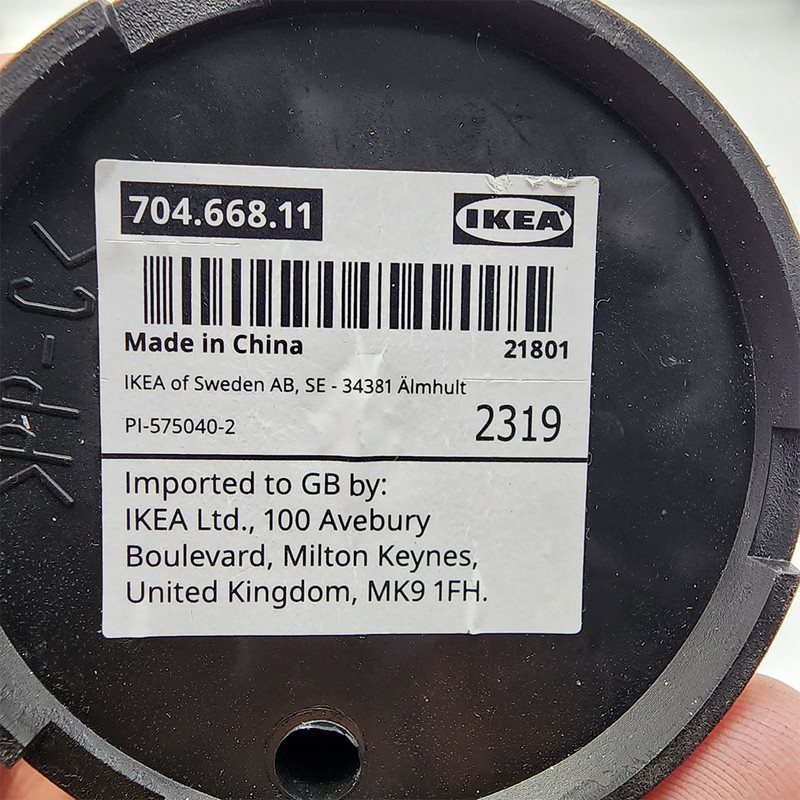 704.668.11
IKEA®
Made in China
21801
IKEA of Sweden AB, SE - 34381 Älmhult
PI-575040-2
2319
Imported to GB by:
IKEA Ltd., 100 Avebury
Boulevard, Milton Keynes,
United Kingdom, MK9 1FH.
>PP-C<